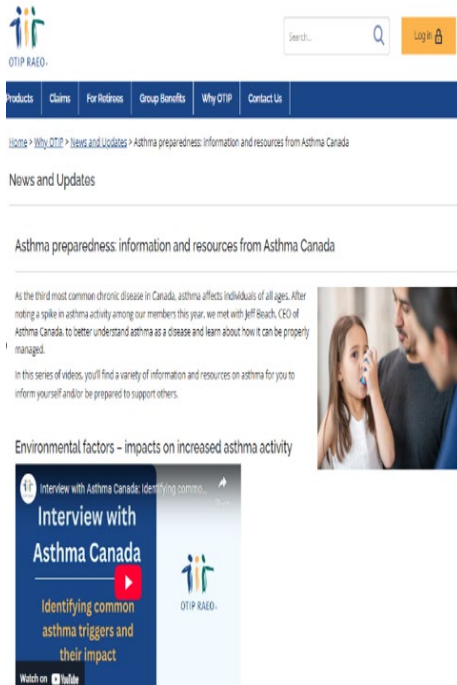 OTIP RAEO
Search...
Log in
Products
Claims
For Retirees
Group Benefits
Why OTIP
Contact Us
Home > Why OTIP > News and Updates > Asthma preparedness: information and resources from Asthma Canada
News and Updates
Asthma preparedness: information and resources from Asthma Canada
As the third most common chronic disease in Canada, asthma affects individuals of all ages. After
noting a spike in asthma activity among our members this year, we met with Jeff Beach, CEO of
Asthma Canada, to better understand asthma as a disease and learn about how it can be properly
managed.
In this series of videos, you'll find a variety of information and resources on asthma for you to
inform yourself and/or be prepared to support others.
Environmental factors – impacts on increased asthma activity
Interview with Asthma Canada: Identifying commo...
Interview with
Asthma Canada
Identifying common
asthma triggers and
their impact
OTIP RAEO
Watch on YouTube